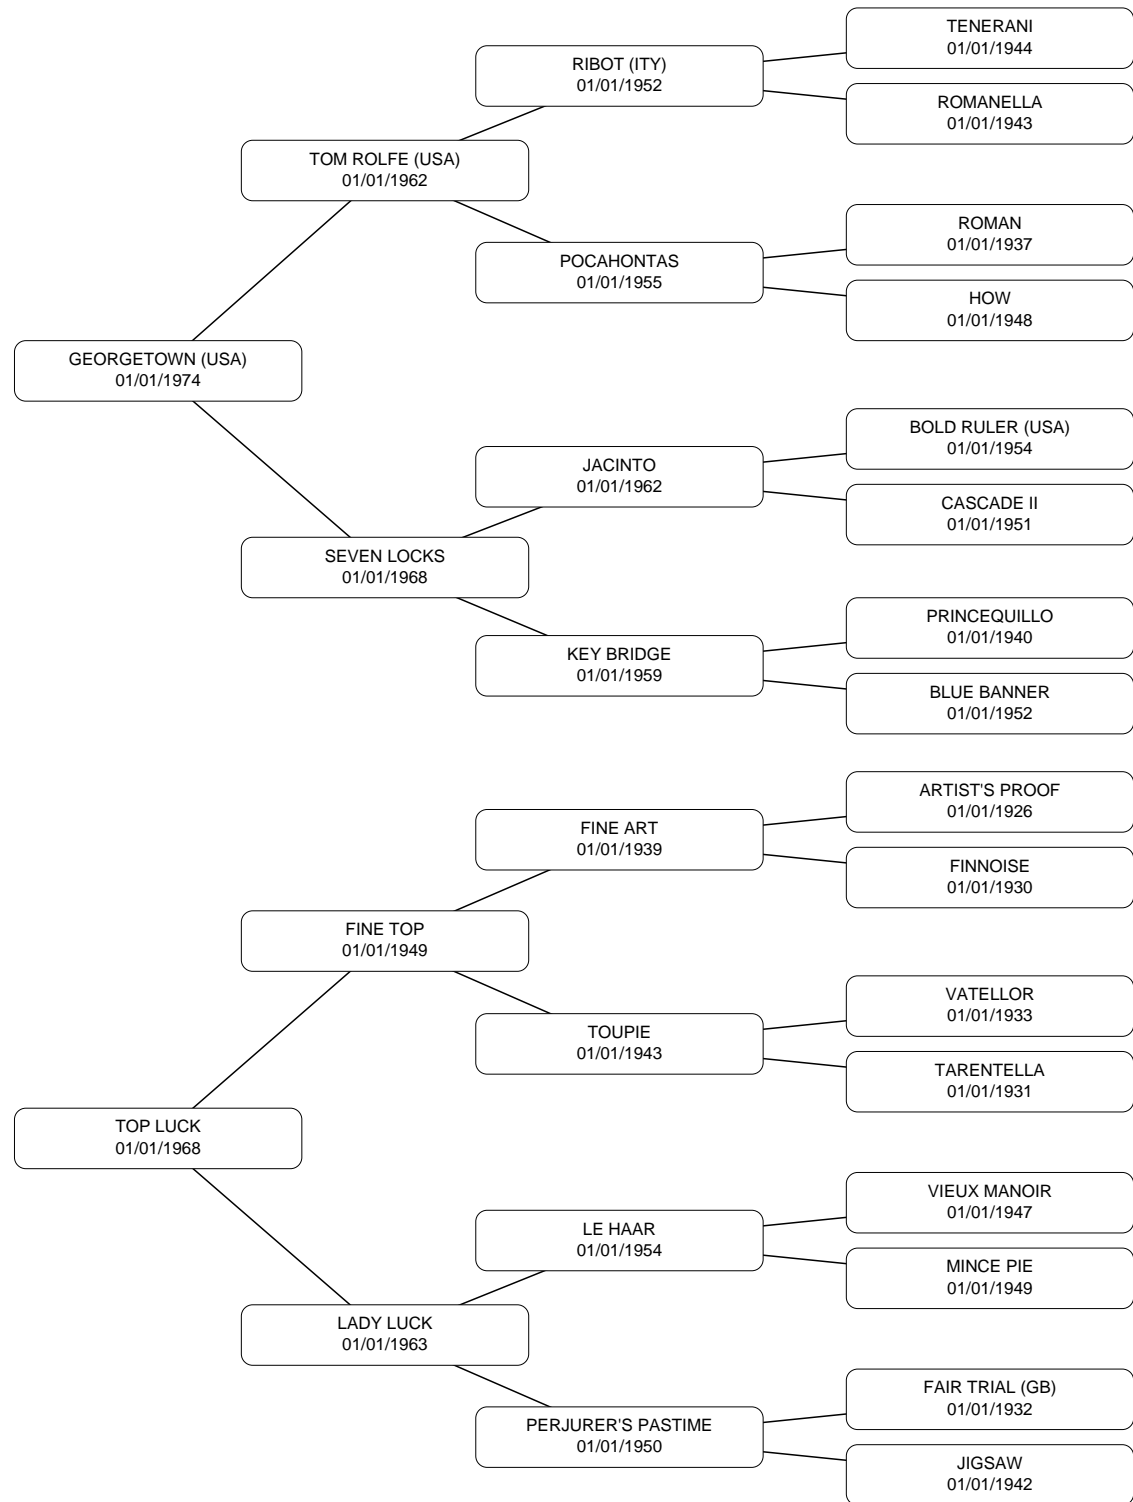 TENERANI
01/01/1944
RIBOT (ITY)
01/01/1952
ROMANELLA
01/01/1943
TOM ROLFE (USA)
01/01/1962
ROMAN
01/01/1937
POCAHONTAS
01/01/1955
HOW
01/01/1948
GEORGETOWN (USA)
01/01/1974
BOLD RULER (USA)
01/01/1954
JACINTO
01/01/1962
CASCADE II
01/01/1951
SEVEN LOCKS
01/01/1968
PRINCEQUILLO
01/01/1940
KEY BRIDGE
01/01/1959
BLUE BANNER
01/01/1952
ARTIST'S PROOF
01/01/1926
FINE ART
01/01/1939
FINNOISE
01/01/1930
FINE TOP
01/01/1949
VATELLOR
01/01/1933
TOUPIE
01/01/1943
TARENTELLA
01/01/1931
TOP LUCK
01/01/1968
VIEUX MANOIR
01/01/1947
LE HAAR
01/01/1954
MINCE PIE
01/01/1949
LADY LUCK
01/01/1963
FAIR TRIAL (GB)
01/01/1932
PERJURER'S PASTIME
01/01/1950
JIGSAW
01/01/1942